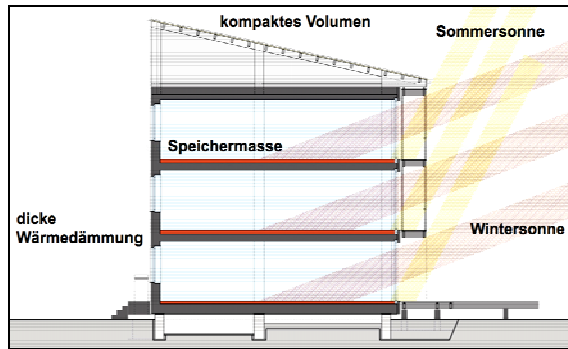 kompaktes Volumen
Sommersonne
Speichermasse
dicke
Wärmedämmung
Wintersonne